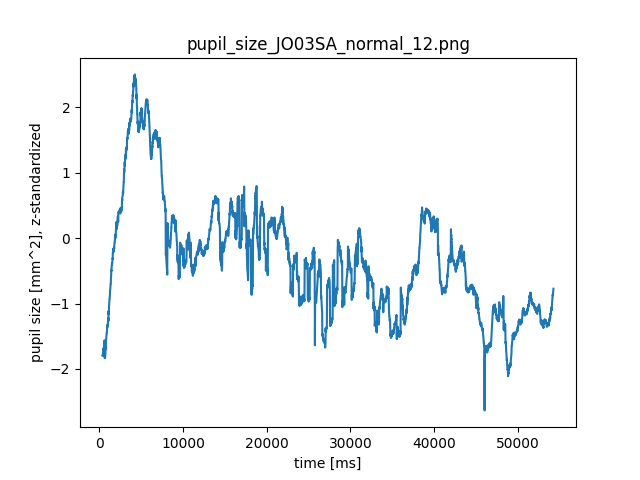 pupil_size_JO03SA_normal_12.png
pupil size [mm^2], z-standardized
2
1
0
−1
−2
0 10000 20000 30000 40000 50000
time [ms]